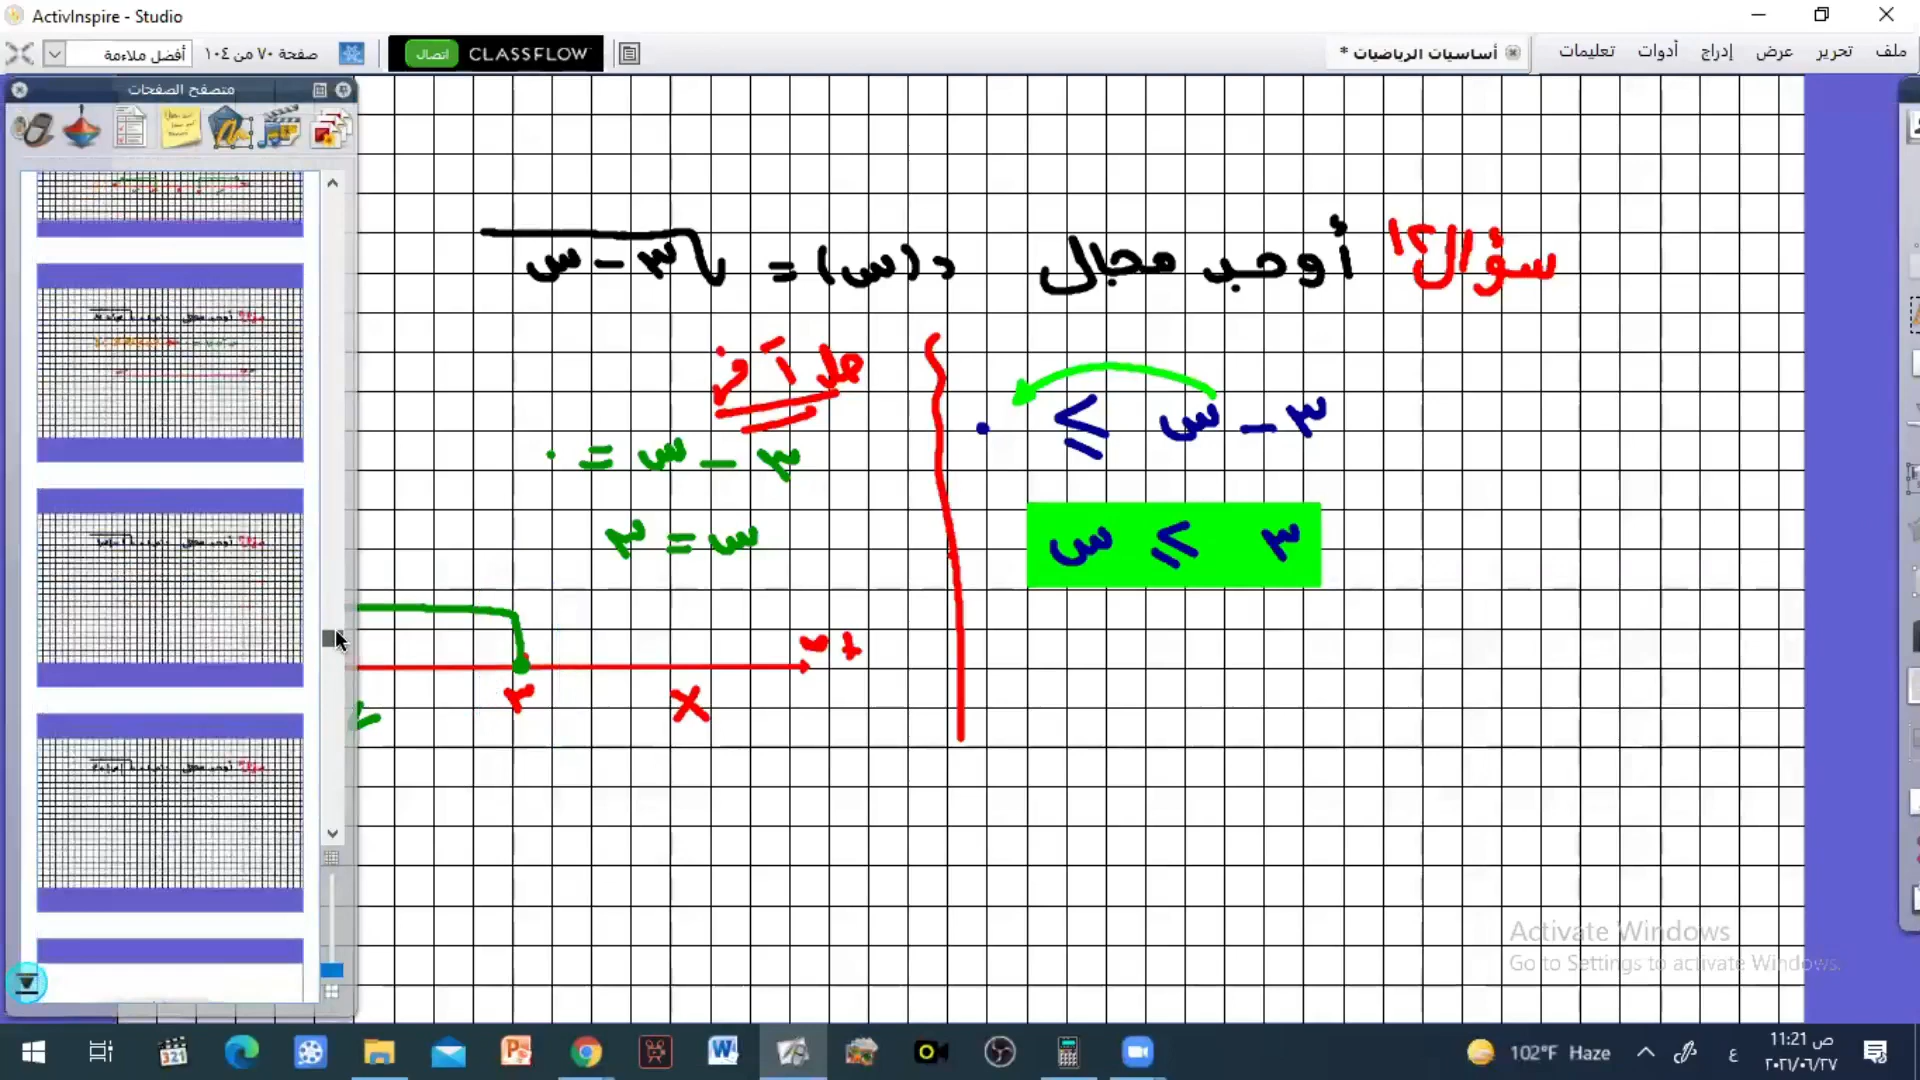 ActivInspire - Studio
ملف تحرير عرض إدراج أدوات تعليمات
أساسيات الرياضيات *
CLASSFLOW اتصال
صفحة ٧٠ من ١٠٤
أفضل ملاءمة
متصفح الصفحات
سؤال ١٢ أوجد مجال د(س) = √(٣ - س)
٣ - س ≥ ٠
٣ ≥ س
حل آخر
٣ - س = ٠
س = ٣
+∞
٣
×
Activate Windows
Go to Settings to activate Windows.
321
102°F Haze
ع
11:21 ص
٢٠٢١/٠٦/٢٧